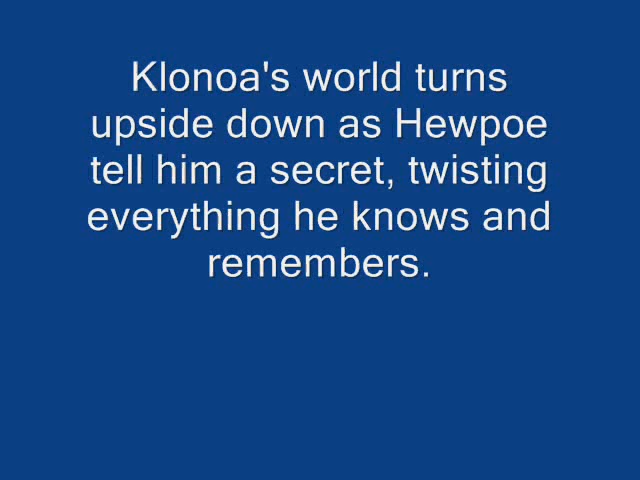 Klonoa's world turns
upside down as Hewpoe
tell him a secret, twisting
everything he knows and
remembers.